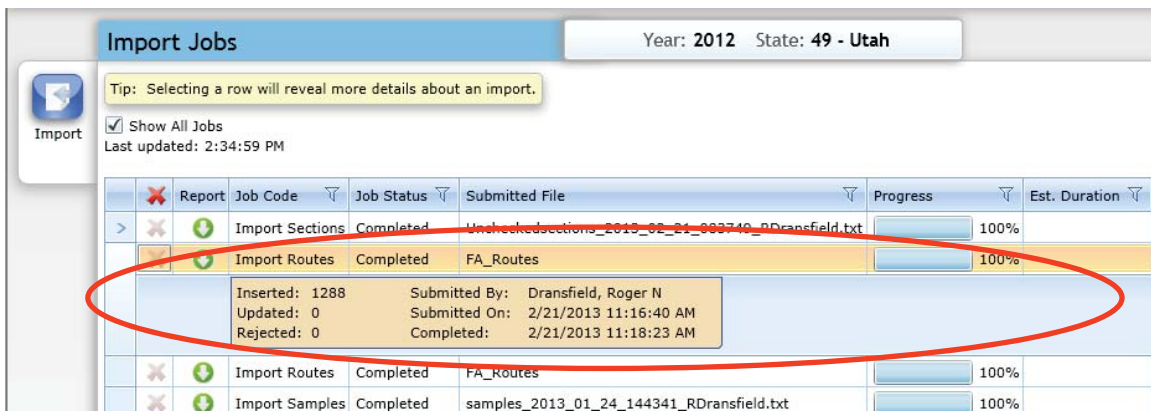 Import Jobs
Year: 2012 State: 49 - Utah
Tip: Selecting a row will reveal more details about an import.
Import
Show All Jobs
Last updated: 2:34:59 PM
Report Job Code Job Status Submitted File Progress Est. Duration
Import Sections Completed Uncheckedsections_2013_02_21_083749_RDransfield.txt 100%
Import Routes Completed FA_Routes 100%
Inserted: 1288 Submitted By: Dransfield, Roger N
Updated: 0 Submitted On: 2/21/2013 11:16:40 AM
Rejected: 0 Completed: 2/21/2013 11:18:23 AM
Import Routes Completed FA_Routes 100%
Import Samples Completed samples_2013_01_24_144341_RDransfield.txt 100%